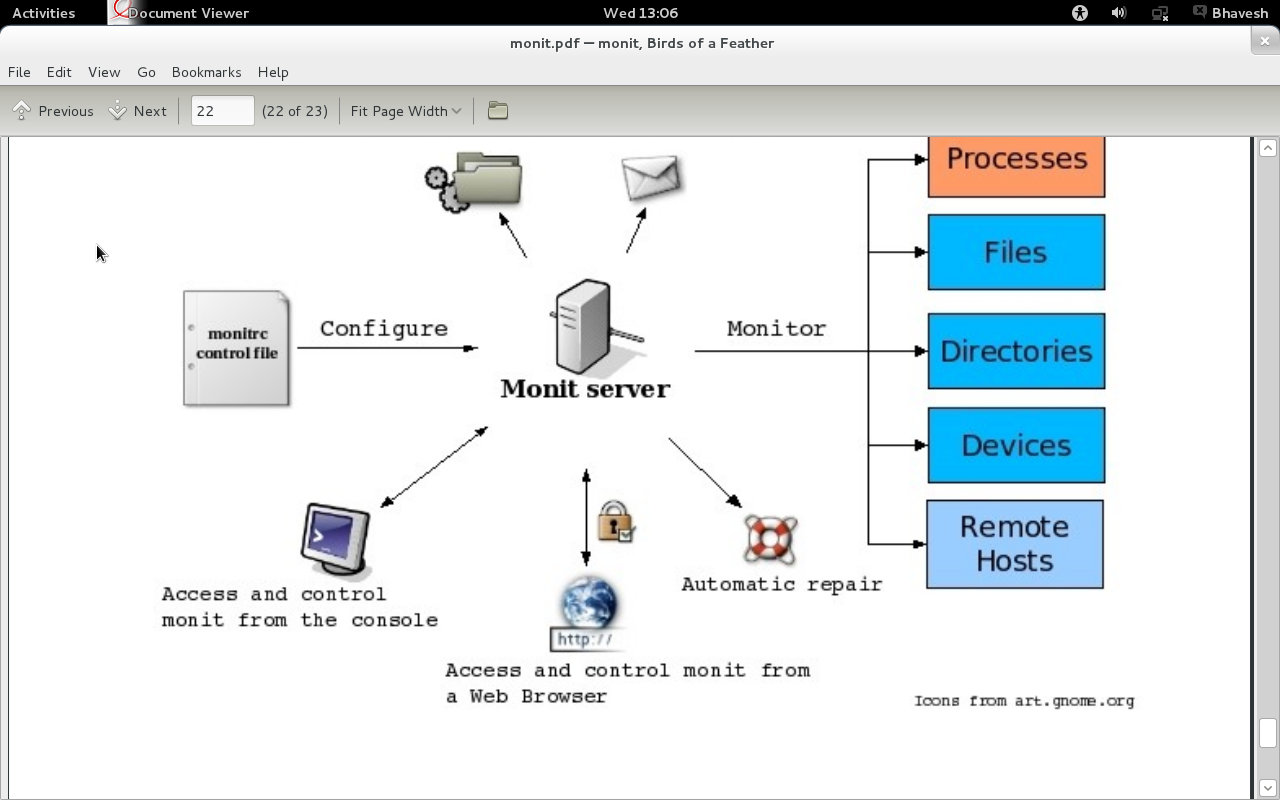 Activities
Document Viewer
Wed 13:06
Bhavesh
monit.pdf — monit, Birds of a Feather
File Edit View Go Bookmarks Help
Previous Next 22 (22 of 23) Fit Page Width
Processes
Files
monitrc
control file
Configure
Monitor
Directories
Monit server
Devices
Remote
Hosts
Access and control
monit from the console
Automatic repair
http://
Access and control monit from
a Web Browser
Icons from art.gnome.org